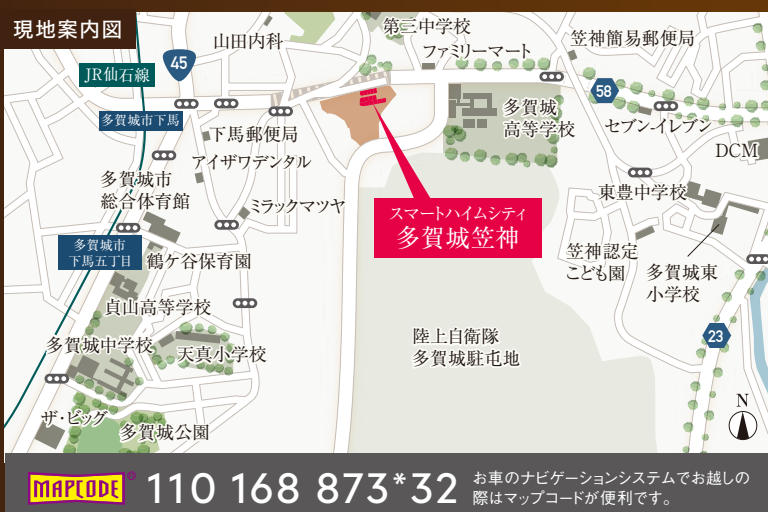 現地案内図
第三中学校
山田内科
ファミリーマート
笠神簡易郵便局
45
JR仙石線
58
多賀城市下馬
下馬郵便局
多賀城
高等学校
セブン-イレブン
アイザワデンタル
DCM
多賀城市
総合体育館
ミラックマツヤ
東豊中学校
スマートハイムシティ
多賀城笠神
多賀城市
下馬五丁目
鶴ケ谷保育園
笠神認定
こども園
多賀城東
小学校
貞山高等学校
陸上自衛隊
多賀城駐屯地
23
多賀城中学校
天真小学校
ザ・ビッグ
多賀城公園
N
MAPCODE®
110 168 873*32
お車のナビゲーションシステムでお越しの
際はマップコードが便利です。